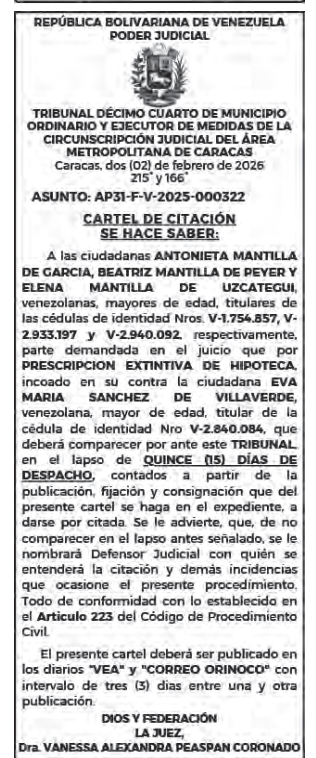 REPÚBLICA BOLIVARIANA DE VENEZUELA
PODER JUDICIAL
TRIBUNAL DÉCIMO CUARTO DE MUNICIPIO
ORDINARIO Y EJECUTOR DE MEDIDAS DE LA
CIRCUNSCRIPCIÓN JUDICIAL DEL ÁREA
METROPOLITANA DE CARACAS
Caracas, dos (02) de febrero de 2026
215° y 166°
ASUNTO: AP31-F-V-2025-000322
CARTEL DE CITACIÓN
SE HACE SABER:
A las ciudadanas ANTONIETA MANTILLA
DE GARCIA, BEATRIZ MANTILLA DE PEYER Y
ELENA MANTILLA DE UZCATEGUI,
venezolanas, mayores de edad, titulares de
las cédulas de identidad Nros. V-1.754.857, V-
2.933.197 y V-2.940.092, respectivamente,
parte demandada en el juicio que por
PRESCRIPCION EXTINTIVA DE HIPOTECA,
incoado en su contra la ciudadana EVA
MARIA SANCHEZ DE VILLAVERDE,
venezolana, mayor de edad, titular de la
cédula de identidad Nro V-2.840.084, que
deberá comparecer por ante este TRIBUNAL,
en el lapso de QUINCE (15) DÍAS DE
DESPACHO, contados a partir de la
publicación, fijación y consignación que del
presente cartel se haga en el expediente, a
darse por citada. Se le advierte, que, de no
comparecer en el lapso antes señalado, se le
nombrará Defensor Judicial con quién se
entenderá la citación y demás incidencias
que ocasione el presente procedimiento.
Todo de conformidad con lo establecido en
el Articulo 223 del Código de Procedimiento
Civil.
El presente cartel deberá ser publicado en
los diarios "VEA" y "CORREO ORINOCO" con
intervalo de tres (3) dias entre una y otra
publicación.
DIOS Y FEDERACIÓN
LA JUEZ,
Dra. VANESSA ALEXANDRA PEASPAN CORONADO